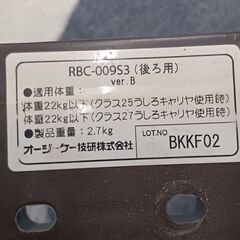 RBC-009S3 (後ろ用)
ver.B
●適用体重:
体重22kg以下(クラス25うしろキャリヤ使用時)
体重22kg以下(クラス27うしろキャリヤ使用時)
●製品重量:2.7kg
オージーケー技研株式会社
LOT.NO
BKKF02